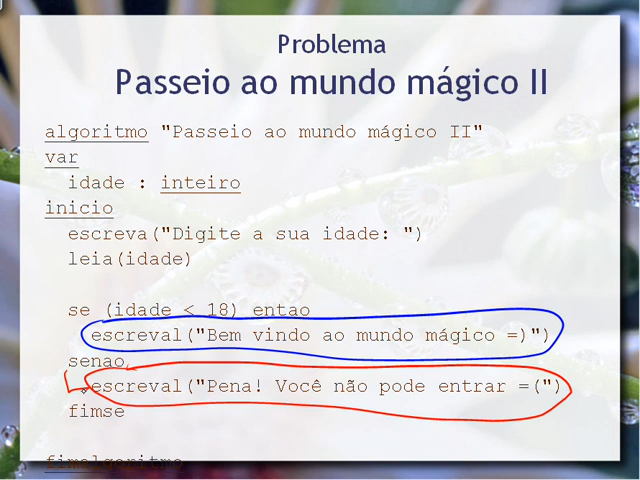 Problema
Passeio ao mundo mágico II
algoritmo "Passeio ao mundo mágico II"
var
idade : inteiro
inicio
escreva("Digite a sua idade: ")
leia(idade)
se (idade < 18) entao
escreval("Bem vindo ao mundo mágico =)")
senao
escreval("Pena! Você não pode entrar =(")
fimse
fimalgoritmo